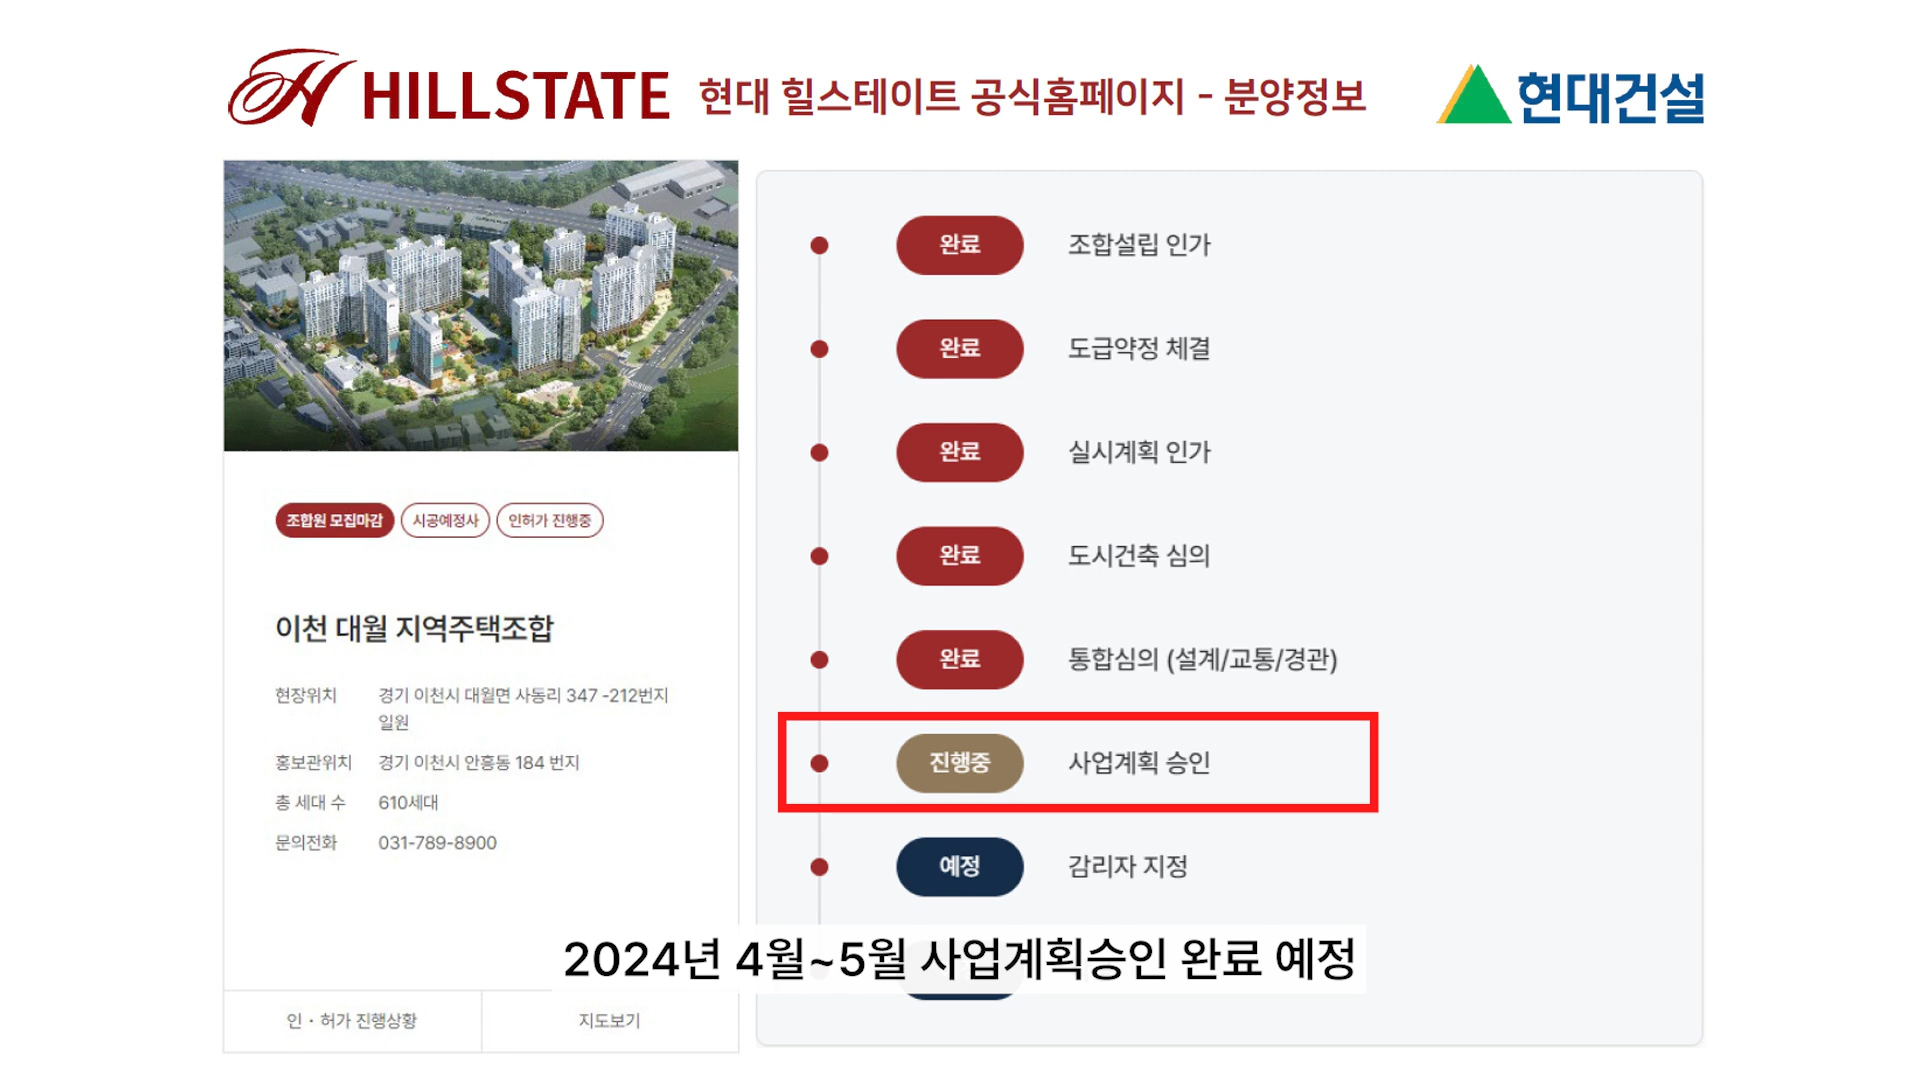 HILLSTATE 현대 힐스테이트 공식홈페이지 - 분양정보 현대건설
조합원 모집마감 시공예정사 인허가 진행중
이천 대월 지역주택조합
현장위치 경기 이천시 대월면 사동리 347 -212번지
일원
홍보관위치 경기 이천시 안흥동 184 번지
총 세대 수 610세대
문의전화 031-789-8900
인 · 허가 진행상황 지도보기
완료 조합설립 인가
완료 도급약정 체결
완료 실시계획 인가
완료 도시건축 심의
완료 통합심의 (설계/교통/경관)
진행중 사업계획 승인
예정 감리자 지정
2024년 4월~5월 사업계획승인 완료 예정